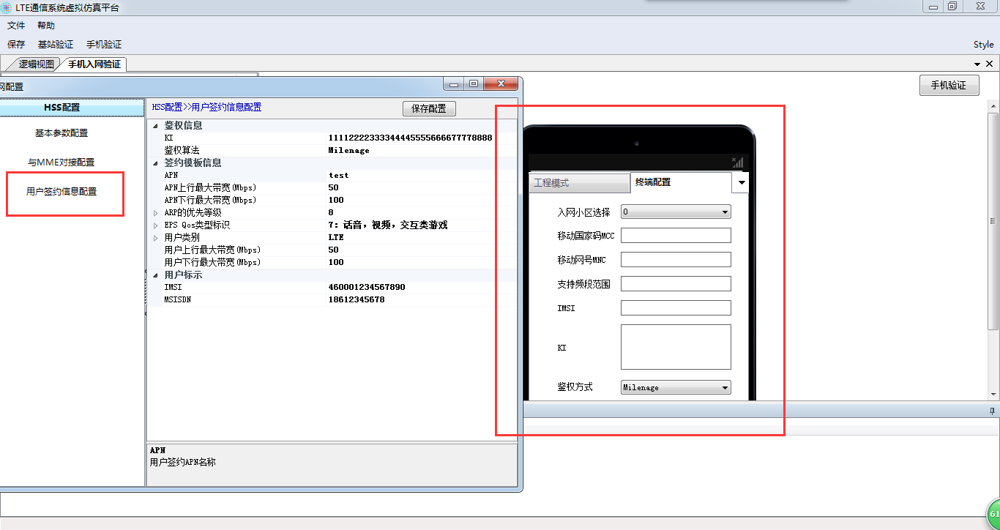 LTE通信系统虚拟仿真平台
文件 帮助
保存 基站验证 手机验证 Style
逻辑视图 手机入网验证
网配置
手机验证
HSS配置
基本参数配置
与MME对接配置
用户签约信息配置
HSS配置>>用户签约信息配置 保存配置
鉴权信息
KI 11112222333344445555666677778888
鉴权算法 Milenage
签约模板信息
APN test
APN上行最大带宽(Mbps) 50
APN下行最大带宽(Mbps) 100
ARP的优先等级 8
EPS Qos类型标识 7：话音，视频，交互类游戏
用户类别 LTE
用户上行最大带宽(Mbps) 50
用户下行最大带宽(Mbps) 100
用户标示
IMSI 460001234567890
MSISDN 18612345678
APN
用户签约APN名称
工程模式 终端配置
入网小区选择 0
移动国家码MCC
移动网号MNC
支持频段范围
IMSI
KI
鉴权方式 Milenage
61